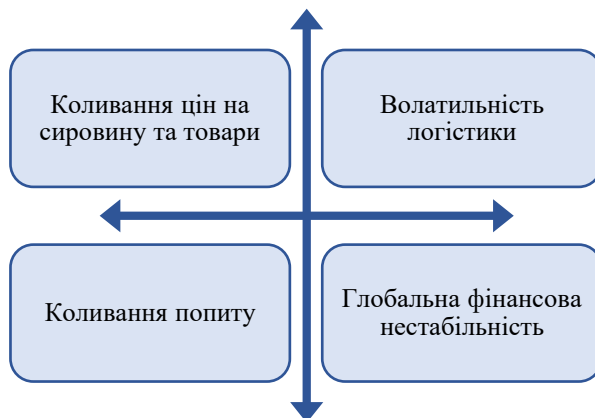 Коливання цін на
сировину та товари
Волатильність
логістики
Коливання попиту
Глобальна фінансова
нестабільність